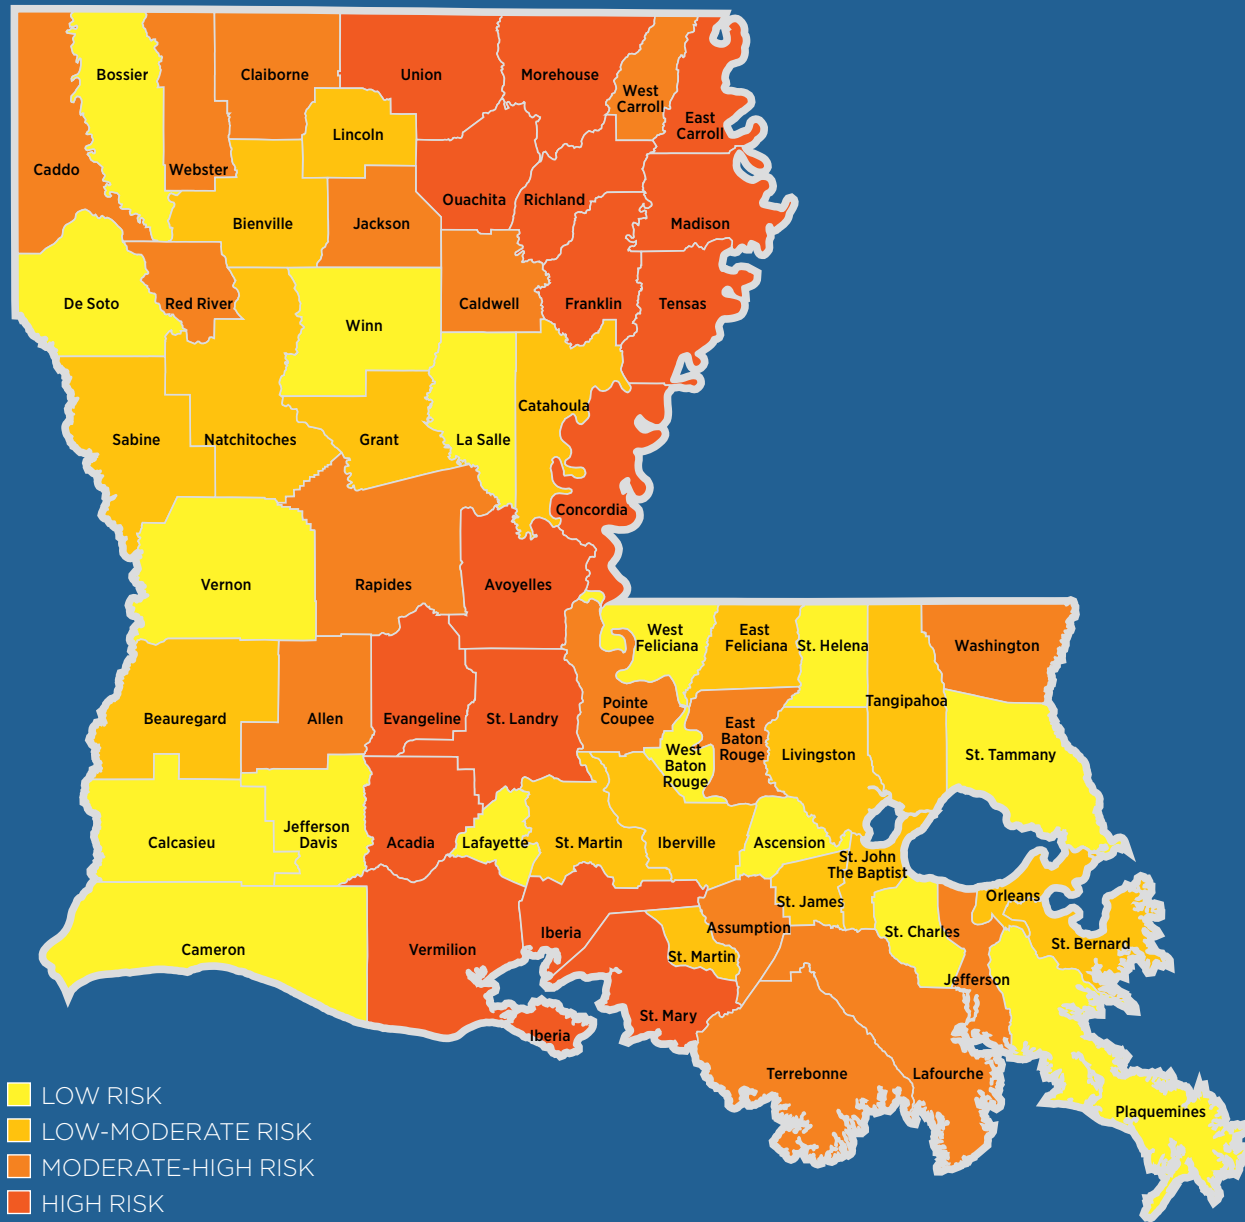 Bossier
Claiborne
Union
Morehouse
West
Carroll
East
Carroll
Lincoln
Caddo
Webster
Ouachita
Richland
Bienville
Jackson
Madison
De Soto
Red River
Caldwell
Franklin
Tensas
Winn
Catahoula
Sabine
Natchitoches
Grant
La Salle
Concordia
Vernon
Rapides
Avoyelles
West
Feliciana
East
Feliciana
St. Helena
Washington
Tangipahoa
Beauregard
Allen
Evangeline
St. Landry
Pointe
Coupee
East
Baton
Rouge
West
Baton
Rouge
Livingston
St. Tammany
Calcasieu
Jefferson
Davis
Acadia
Lafayette
St. Martin
Iberville
Ascension
St. John
The Baptist
Orleans
St. James
Cameron
Vermilion
Iberia
Assumption
St. Martin
St. Charles
St. Bernard
Jefferson
St. Mary
Iberia
Terrebonne
Lafourche
Plaquemines
LOW RISK
LOW-MODERATE RISK
MODERATE-HIGH RISK
HIGH RISK